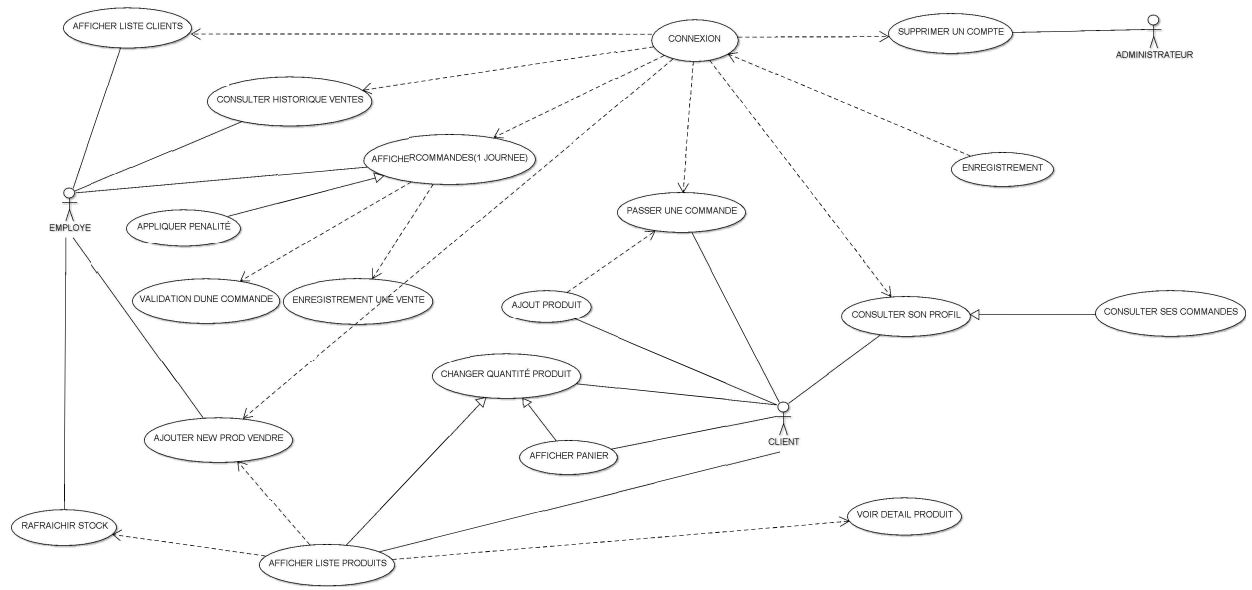 AFFICHER LISTE CLIENTS
CONNEXION
SUPPRIMER UN COMPTE
ADMINISTRATEUR
CONSULTER HISTORIQUE VENTES
AFFICHERCOMMANDES(1 JOURNEE)
ENREGISTREMENT
EMPLOYE
APPLIQUER PENALITÉ
PASSER UNE COMMANDE
VALIDATION DUNE COMMANDE
ENREGISTREMENT UNE VENTE
AJOUT PRODUIT
CONSULTER SON PROFIL
CONSULTER SES COMMANDES
CHANGER QUANTITÉ PRODUIT
AJOUTER NEW PROD VENDRE
AFFICHER PANIER
CLIENT
RAFRAICHIR STOCK
VOIR DETAIL PRODUIT
AFFICHER LISTE PRODUITS